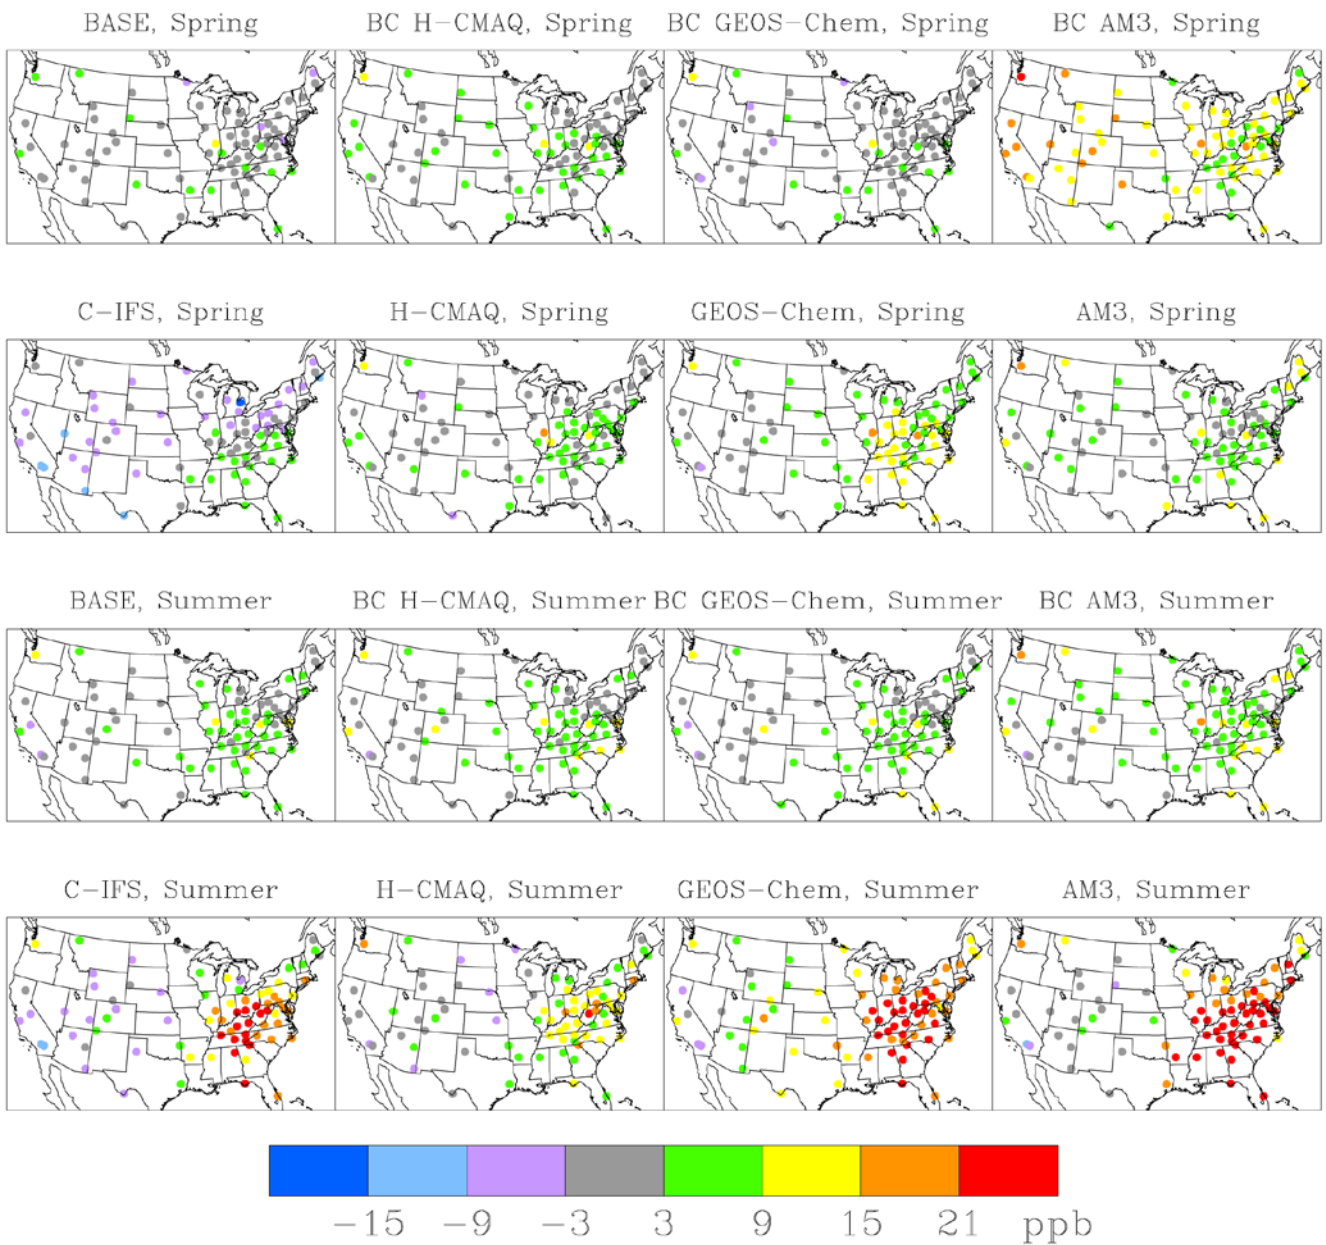 BASE, Spring
BC H-CMAQ, Spring
BC GEOS-Chem, Spring
BC AM3, Spring
C-IFS, Spring
H-CMAQ, Spring
GEOS-Chem, Spring
AM3, Spring
BASE, Summer
BC H-CMAQ, Summer
BC GEOS-Chem, Summer
BC AM3, Summer
C-IFS, Summer
H-CMAQ, Summer
GEOS-Chem, Summer
AM3, Summer
-15 -9 -3 3 9 15 21 ppb